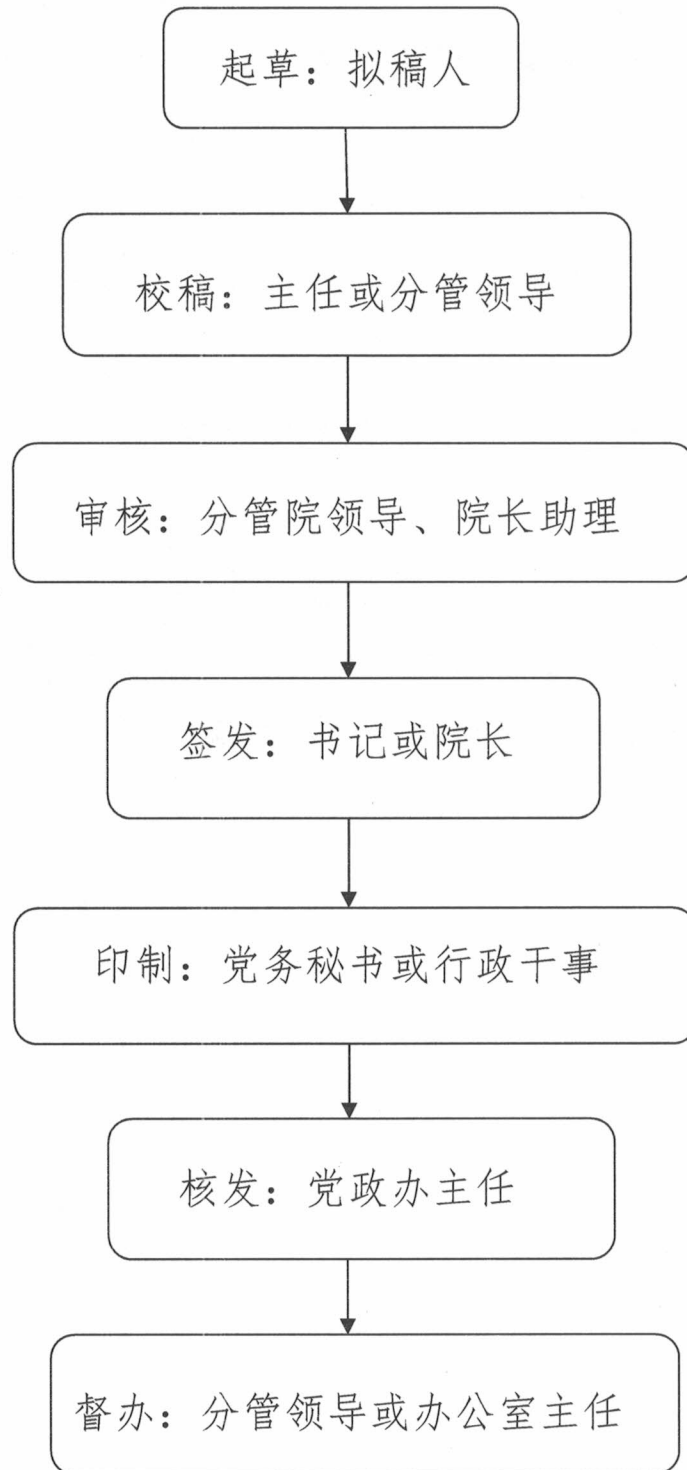 起草：拟稿人
校稿：主任或分管领导
审核：分管院领导、院长助理
签发：书记或院长
印制：党务秘书或行政干事
核发：党政办主任
督办：分管领导或办公室主任